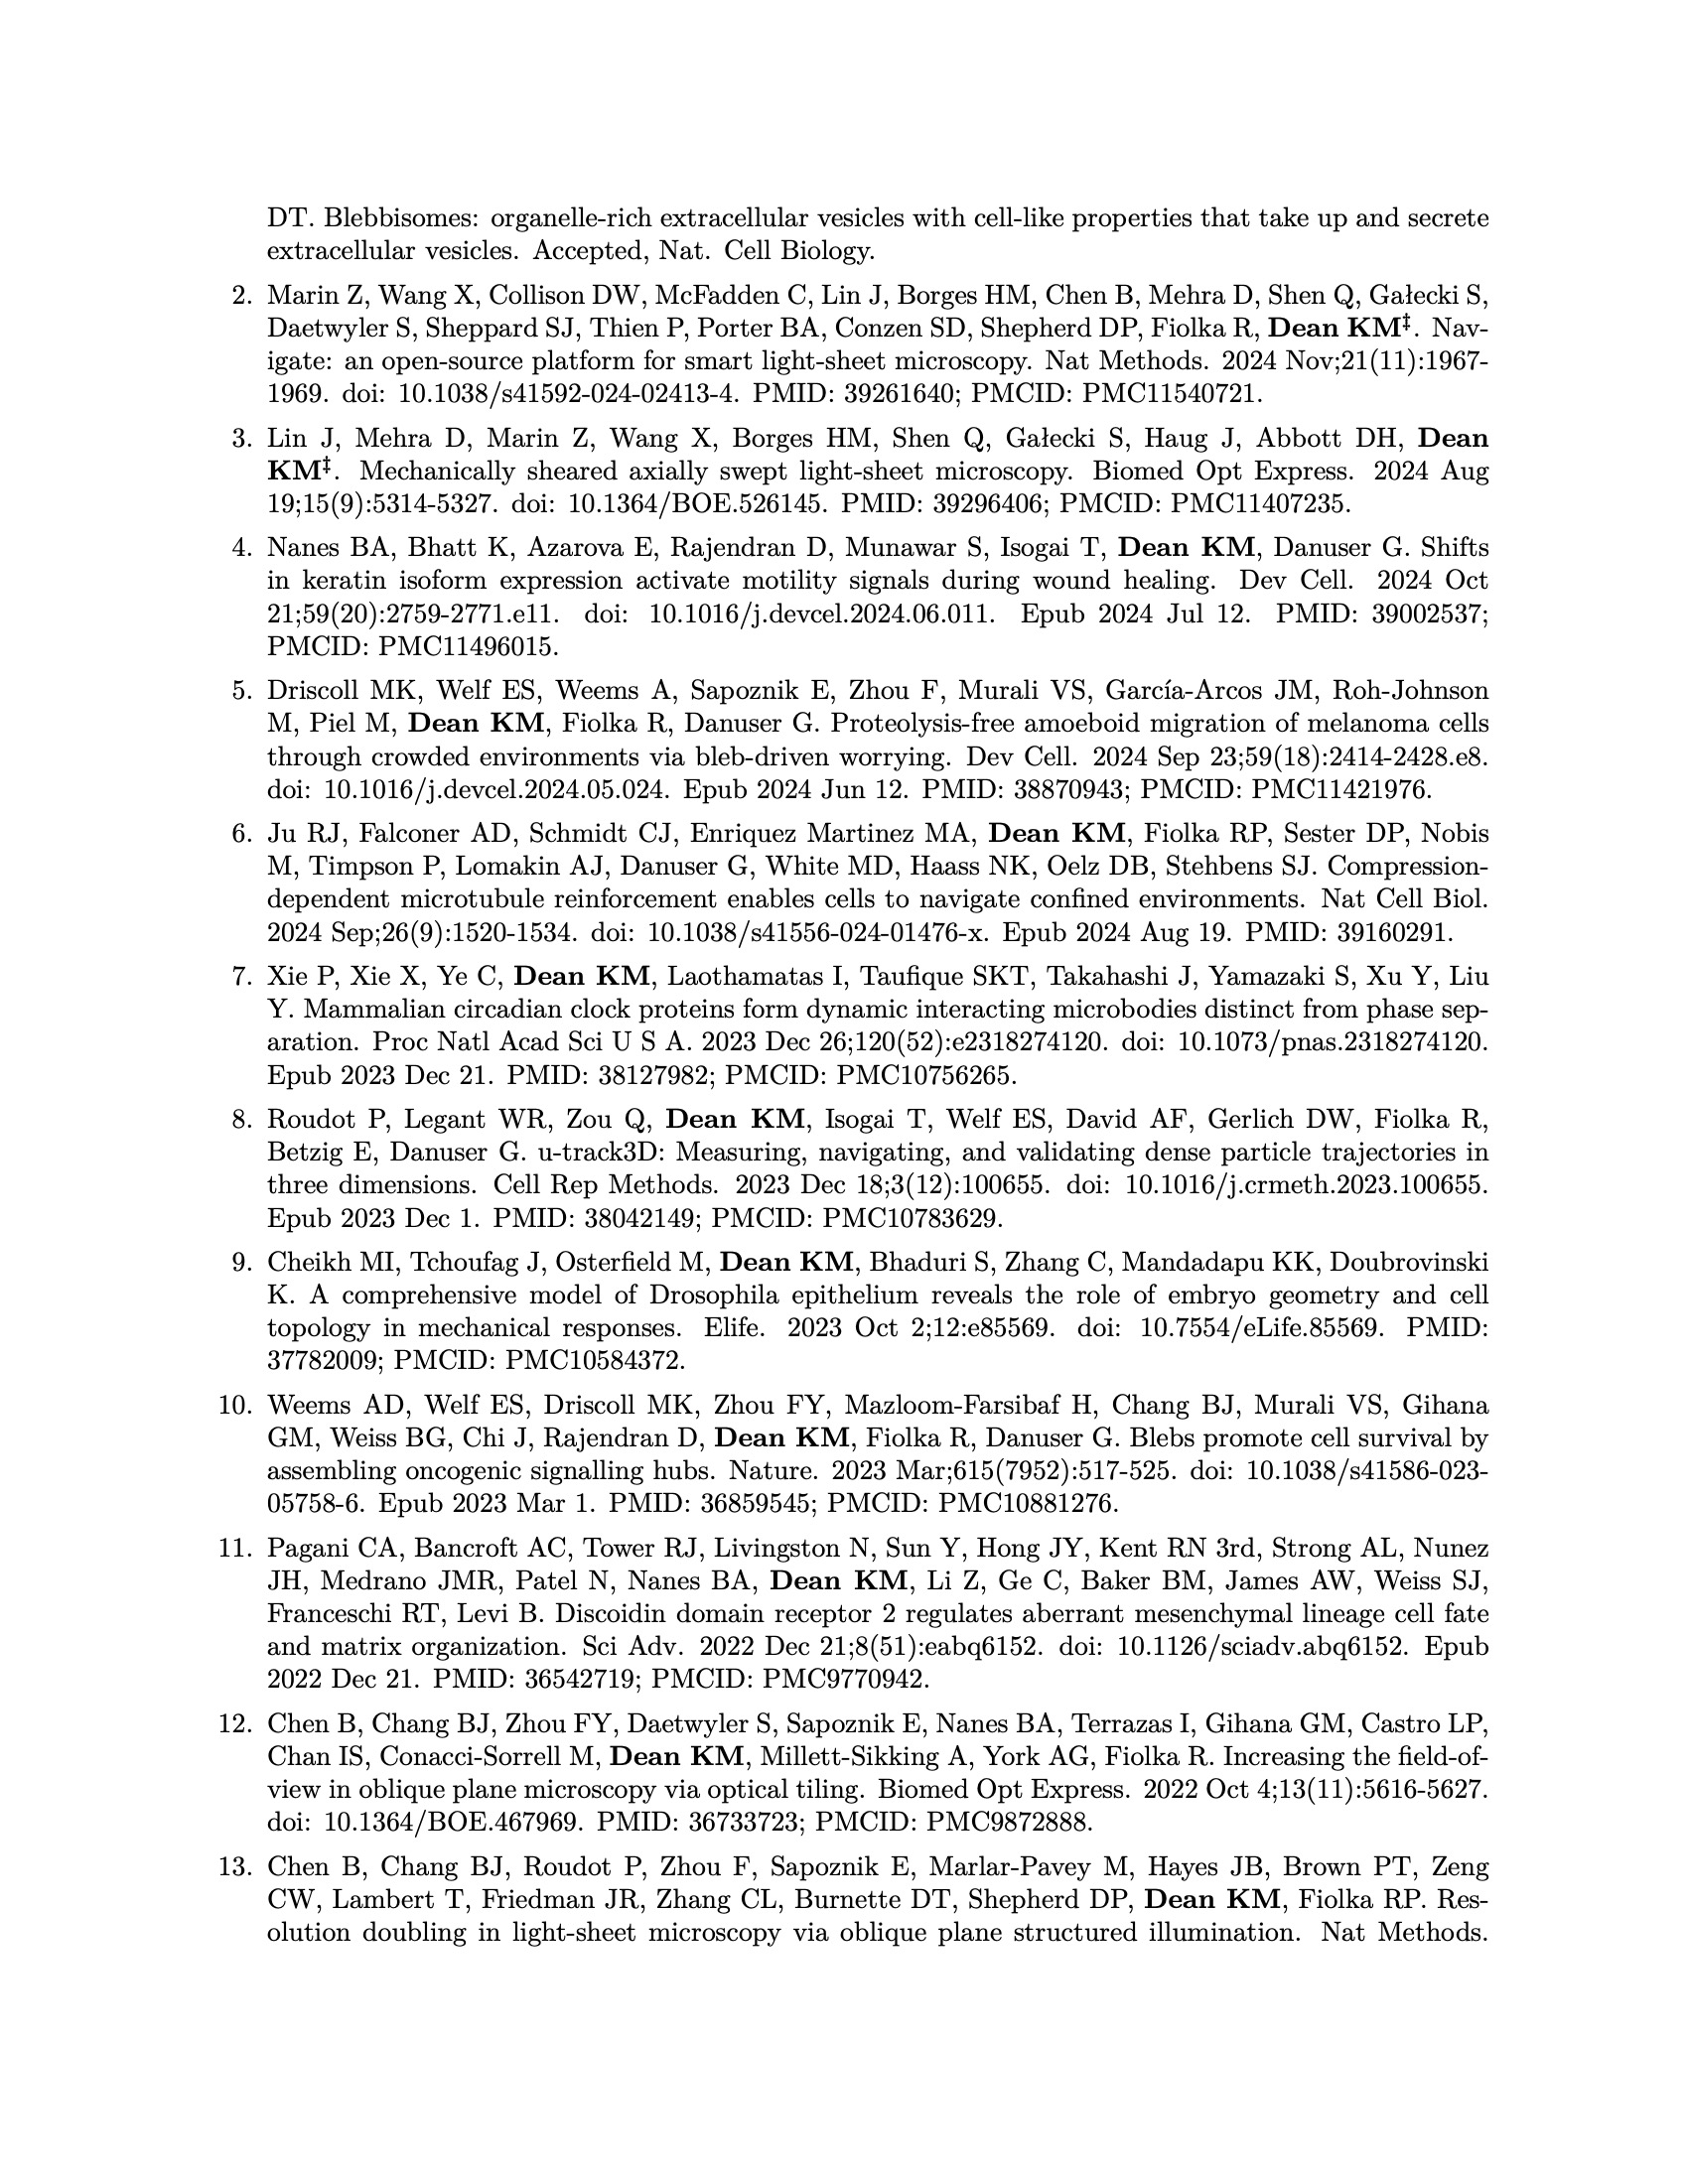 DT. Blebbisomes: organelle-rich extracellular vesicles with cell-like properties that take up and secrete
extracellular vesicles. Accepted, Nat. Cell Biology.
2. Marin Z, Wang X, Collison DW, McFadden C, Lin J, Borges HM, Chen B, Mehra D, Shen Q, Gałecki S,
Daetwyler S, Sheppard SJ, Thien P, Porter BA, Conzen SD, Shepherd DP, Fiolka R, Dean KM‡. Nav-
igate: an open-source platform for smart light-sheet microscopy. Nat Methods. 2024 Nov;21(11):1967-
1969. doi: 10.1038/s41592-024-02413-4. PMID: 39261640; PMCID: PMC11540721.
3. Lin J, Mehra D, Marin Z, Wang X, Borges HM, Shen Q, Gałecki S, Haug J, Abbott DH, Dean
KM‡. Mechanically sheared axially swept light-sheet microscopy. Biomed Opt Express. 2024 Aug
19;15(9):5314-5327. doi: 10.1364/BOE.526145. PMID: 39296406; PMCID: PMC11407235.
4. Nanes BA, Bhatt K, Azarova E, Rajendran D, Munawar S, Isogai T, Dean KM, Danuser G. Shifts
in keratin isoform expression activate motility signals during wound healing. Dev Cell. 2024 Oct
21;59(20):2759-2771.e11. doi: 10.1016/j.devcel.2024.06.011. Epub 2024 Jul 12. PMID: 39002537;
PMCID: PMC11496015.
5. Driscoll MK, Welf ES, Weems A, Sapoznik E, Zhou F, Murali VS, García-Arcos JM, Roh-Johnson
M, Piel M, Dean KM, Fiolka R, Danuser G. Proteolysis-free amoeboid migration of melanoma cells
through crowded environments via bleb-driven worrying. Dev Cell. 2024 Sep 23;59(18):2414-2428.e8.
doi: 10.1016/j.devcel.2024.05.024. Epub 2024 Jun 12. PMID: 38870943; PMCID: PMC11421976.
6. Ju RJ, Falconer AD, Schmidt CJ, Enriquez Martinez MA, Dean KM, Fiolka RP, Sester DP, Nobis
M, Timpson P, Lomakin AJ, Danuser G, White MD, Haass NK, Oelz DB, Stehbens SJ. Compression-
dependent microtubule reinforcement enables cells to navigate confined environments. Nat Cell Biol.
2024 Sep;26(9):1520-1534. doi: 10.1038/s41556-024-01476-x. Epub 2024 Aug 19. PMID: 39160291.
7. Xie P, Xie X, Ye C, Dean KM, Laothamatas I, Taufique SKT, Takahashi J, Yamazaki S, Xu Y, Liu
Y. Mammalian circadian clock proteins form dynamic interacting microbodies distinct from phase sep-
aration. Proc Natl Acad Sci U S A. 2023 Dec 26;120(52):e2318274120. doi: 10.1073/pnas.2318274120.
Epub 2023 Dec 21. PMID: 38127982; PMCID: PMC10756265.
8. Roudot P, Legant WR, Zou Q, Dean KM, Isogai T, Welf ES, David AF, Gerlich DW, Fiolka R,
Betzig E, Danuser G. u-track3D: Measuring, navigating, and validating dense particle trajectories in
three dimensions. Cell Rep Methods. 2023 Dec 18;3(12):100655. doi: 10.1016/j.crmeth.2023.100655.
Epub 2023 Dec 1. PMID: 38042149; PMCID: PMC10783629.
9. Cheikh MI, Tchoufag J, Osterfield M, Dean KM, Bhaduri S, Zhang C, Mandadapu KK, Doubrovinski
K. A comprehensive model of Drosophila epithelium reveals the role of embryo geometry and cell
topology in mechanical responses. Elife. 2023 Oct 2;12:e85569. doi: 10.7554/eLife.85569. PMID:
37782009; PMCID: PMC10584372.
10. Weems AD, Welf ES, Driscoll MK, Zhou FY, Mazloom-Farsibaf H, Chang BJ, Murali VS, Gihana
GM, Weiss BG, Chi J, Rajendran D, Dean KM, Fiolka R, Danuser G. Blebs promote cell survival by
assembling oncogenic signalling hubs. Nature. 2023 Mar;615(7952):517-525. doi: 10.1038/s41586-023-
05758-6. Epub 2023 Mar 1. PMID: 36859545; PMCID: PMC10881276.
11. Pagani CA, Bancroft AC, Tower RJ, Livingston N, Sun Y, Hong JY, Kent RN 3rd, Strong AL, Nunez
JH, Medrano JMR, Patel N, Nanes BA, Dean KM, Li Z, Ge C, Baker BM, James AW, Weiss SJ,
Franceschi RT, Levi B. Discoidin domain receptor 2 regulates aberrant mesenchymal lineage cell fate
and matrix organization. Sci Adv. 2022 Dec 21;8(51):eabq6152. doi: 10.1126/sciadv.abq6152. Epub
2022 Dec 21. PMID: 36542719; PMCID: PMC9770942.
12. Chen B, Chang BJ, Zhou FY, Daetwyler S, Sapoznik E, Nanes BA, Terrazas I, Gihana GM, Castro LP,
Chan IS, Conacci-Sorrell M, Dean KM, Millett-Sikking A, York AG, Fiolka R. Increasing the field-of-
view in oblique plane microscopy via optical tiling. Biomed Opt Express. 2022 Oct 4;13(11):5616-5627.
doi: 10.1364/BOE.467969. PMID: 36733723; PMCID: PMC9872888.
13. Chen B, Chang BJ, Roudot P, Zhou F, Sapoznik E, Marlar-Pavey M, Hayes JB, Brown PT, Zeng
CW, Lambert T, Friedman JR, Zhang CL, Burnette DT, Shepherd DP, Dean KM, Fiolka RP. Res-
olution doubling in light-sheet microscopy via oblique plane structured illumination. Nat Methods.